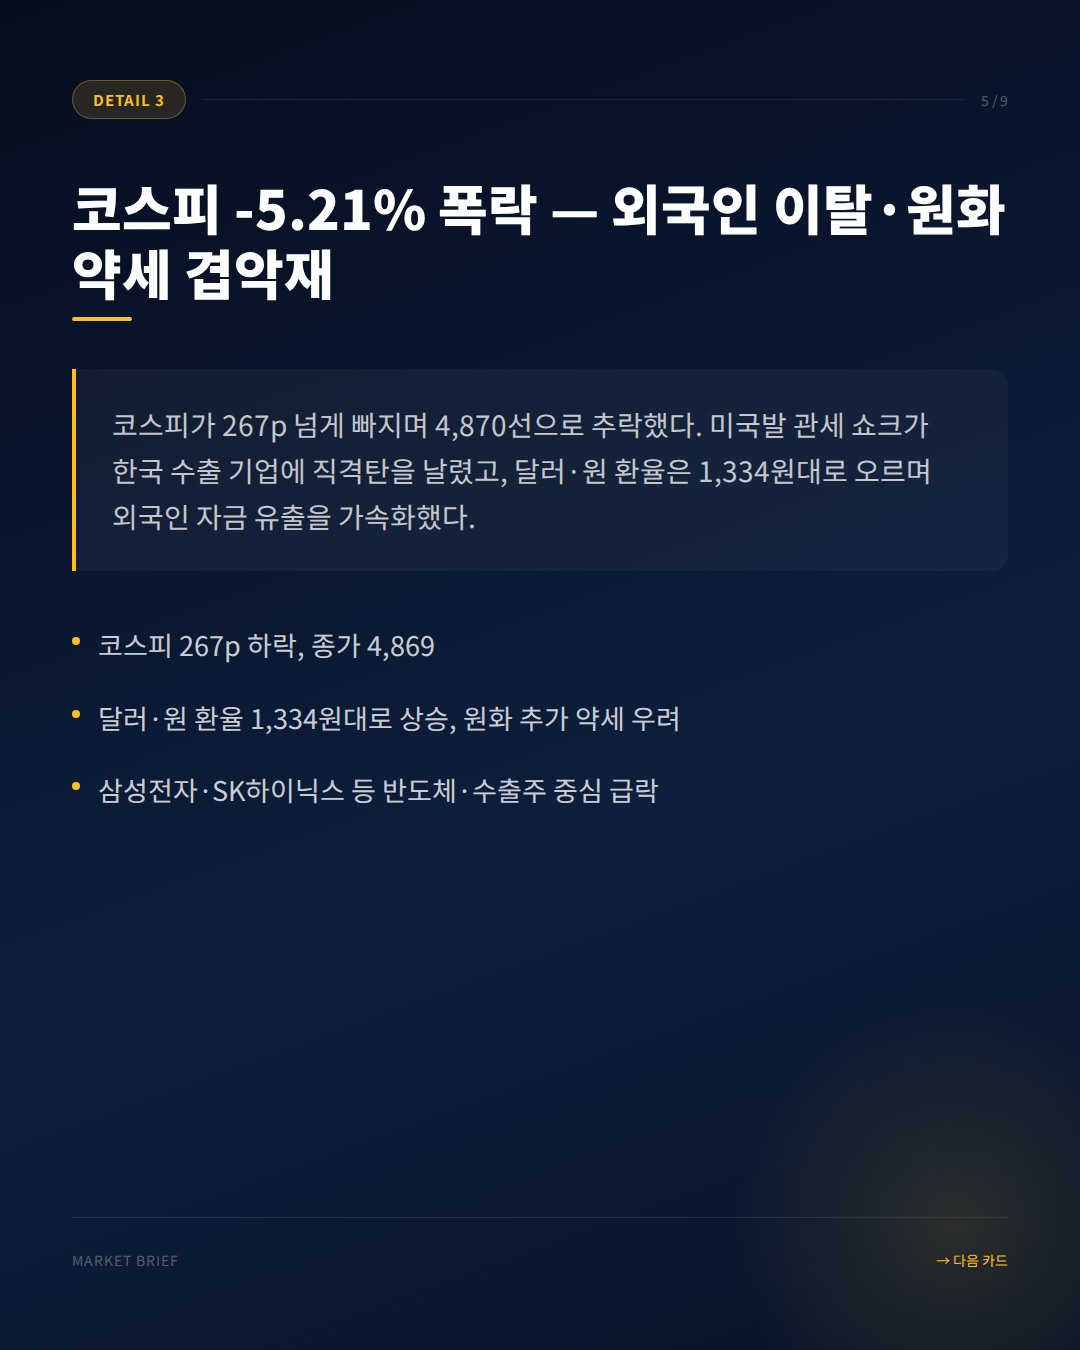 DETAIL 3
5 / 9
코스피 -5.21% 폭락 — 외국인 이탈·원화
약세 겹악재
코스피가 267p 넘게 빠지며 4,870선으로 추락했다. 미국발 관세 쇼크가
한국 수출 기업에 직격탄을 날렸고, 달러·원 환율은 1,334원대로 오르며
외국인 자금 유출을 가속화했다.
코스피 267p 하락, 종가 4,869
달러·원 환율 1,334원대로 상승, 원화 추가 약세 우려
삼성전자·SK하이닉스 등 반도체·수출주 중심 급락
MARKET BRIEF
→ 다음 카드